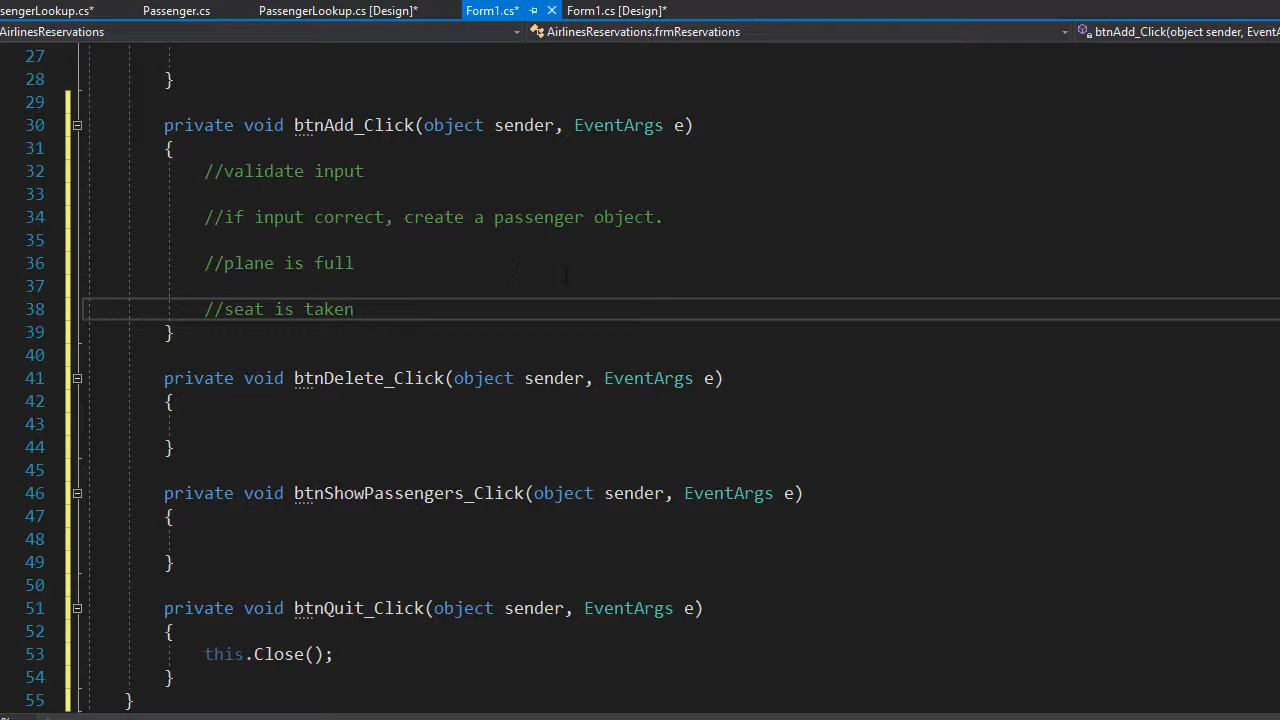 sengerLookup.cs* Passenger.cs PassengerLookup.cs [Design]* Form1.cs* Form1.cs [Design]*
AirlinesReservations AirlinesReservations.frmReservations btnAdd_Click(object sender, EventA
27
28 }
29
30 private void btnAdd_Click(object sender, EventArgs e)
31 {
32 //validate input
33
34 //if input correct, create a passenger object.
35
36 //plane is full
37
38 //seat is taken
39 }
40
41 private void btnDelete_Click(object sender, EventArgs e)
42 {
43
44 }
45
46 private void btnShowPassengers_Click(object sender, EventArgs e)
47 {
48
49 }
50
51 private void btnQuit_Click(object sender, EventArgs e)
52 {
53 this.Close();
54 }
55 }
%